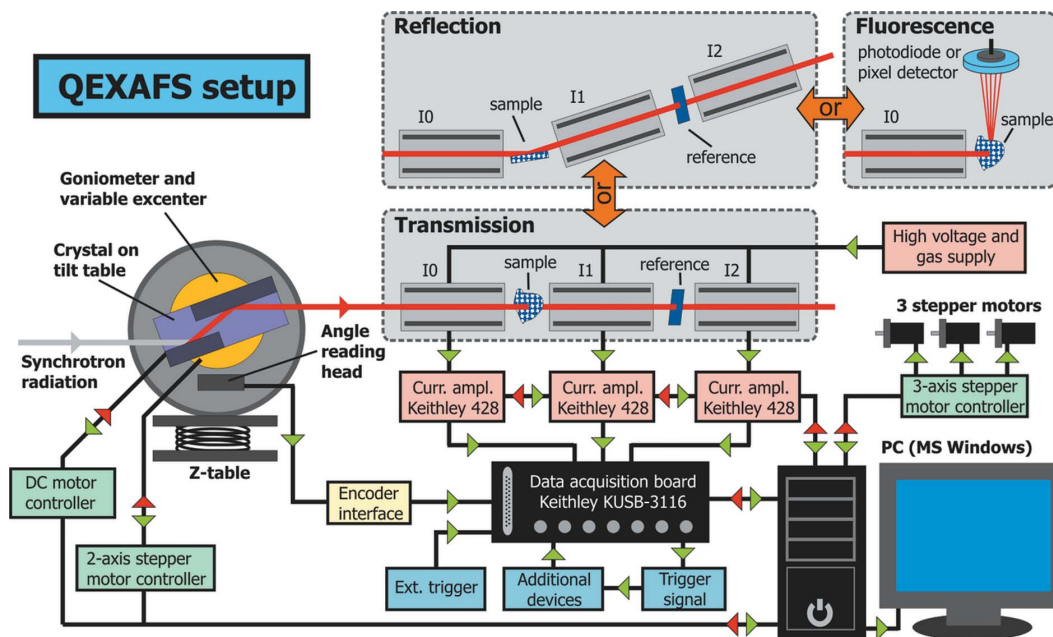 QEXAFS setup
Reflection
I0
sample
I1
I2
reference
or
Fluorescence
photodiode or
pixel detector
I0
sample
or
Goniometer and
variable excenter
Crystal on
tilt table
Synchrotron
radiation
Angle
reading
head
Z-table
Transmission
I0
sample
I1
reference
I2
High voltage and
gas supply
3 stepper motors
3-axis stepper
motor controller
Curr. ampl.
Keithley 428
Curr. ampl.
Keithley 428
Curr. ampl.
Keithley 428
PC (MS Windows)
DC motor
controller
2-axis stepper
motor controller
Encoder
interface
Data acquisition board
Keithley KUSB-3116
Ext. trigger
Additional
devices
Trigger
signal